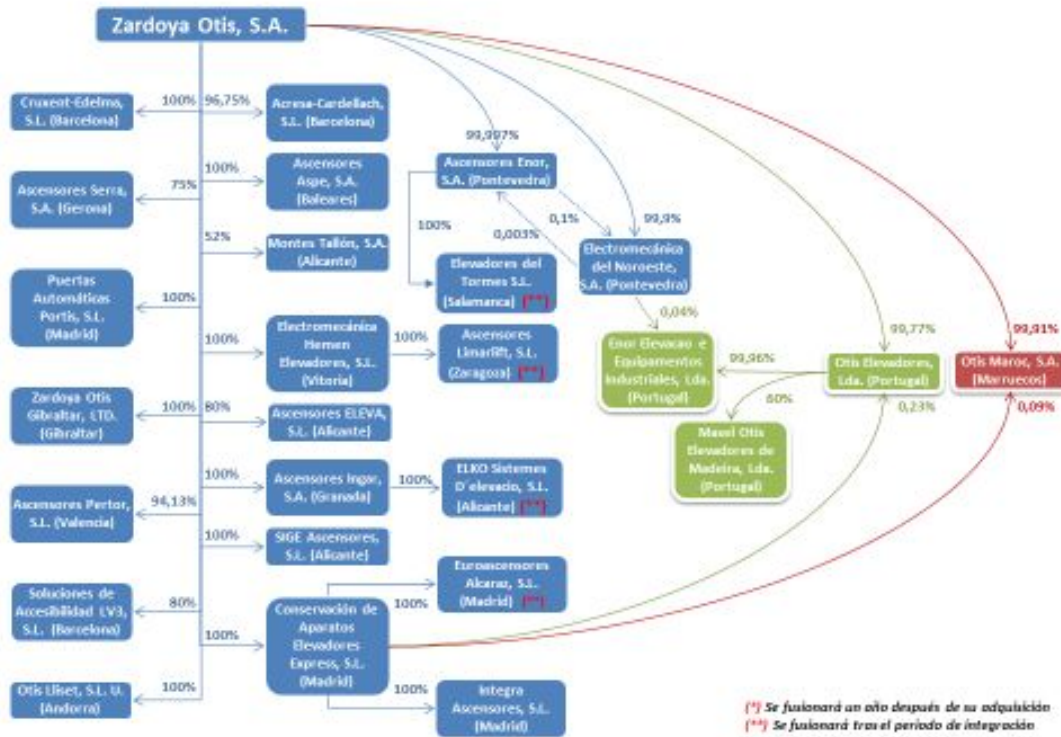 Zardoya Otis, S.A.
Cruxent-Edelma,
S.L. (Barcelona)
100%
96,75%
Acresa-Cardellach,
S.L. (Barcelona)
Ascensores Serra,
S.A. (Gerona)
75%
100%
Ascensores
Aspe, S.A.
(Baleares)
52%
Montes Tallón, S.A.
(Alicante)
Puertas
Automáticas
Portis, S.L.
(Madrid)
100%
100%
Electromecánica
Hemen
Elevadores, S.L.
(Vitoria)
100%
Ascensores
Limarlift, S.L.
(Zaragoza) (**)
Zardoya Otis
Gibraltar, LTD.
(Gibraltar)
100%
80%
Ascensores ELEVA,
S.L. (Alicante)
100%
Ascensores Ingar,
S.A. (Granada)
100%
ELKO Sistemes
D´elevacio, S.L.
(Alicante) (**)
Ascensores Pertor,
S.L. (Valencia)
94,13%
100%
SIGE Ascensores,
S.L. (Alicante)
Soluciones de
Accesibilidad LV3,
S.L. (Barcelona)
80%
100%
Conservación de
Aparatos
Elevadores
Express, S.L.
(Madrid)
100%
Euroascensores
Alcaraz, S.L.
(Madrid) (**)
100%
Integra
Ascensores, S.L.
(Madrid)
Otis Lliset, S.L. U.
(Andorra)
100%
99,997%
Ascensores Enor,
S.A. (Pontevedra)
100%
0,003%
0,1%
99,9%
Electromecánica
del Noroeste,
S.A. (Pontevedra)
Elevadores del
Tormes S.L.
(Salamanca) (**)
0,04%
Enor Elevacao e
Equipamentos
Industriales, Lda.
(Portugal)
99,96%
99,77%
Otis Elevadores,
Lda. (Portugal)
0,23%
60%
Masel Otis
Elevadores de
Madeira, Lda.
(Portugal)
99,91%
Otis Maroc, S.A.
(Marruecos)
0,09%
(*) Se fusionará un año después de su adquisición
(**) Se fusionará tras el periodo de integración